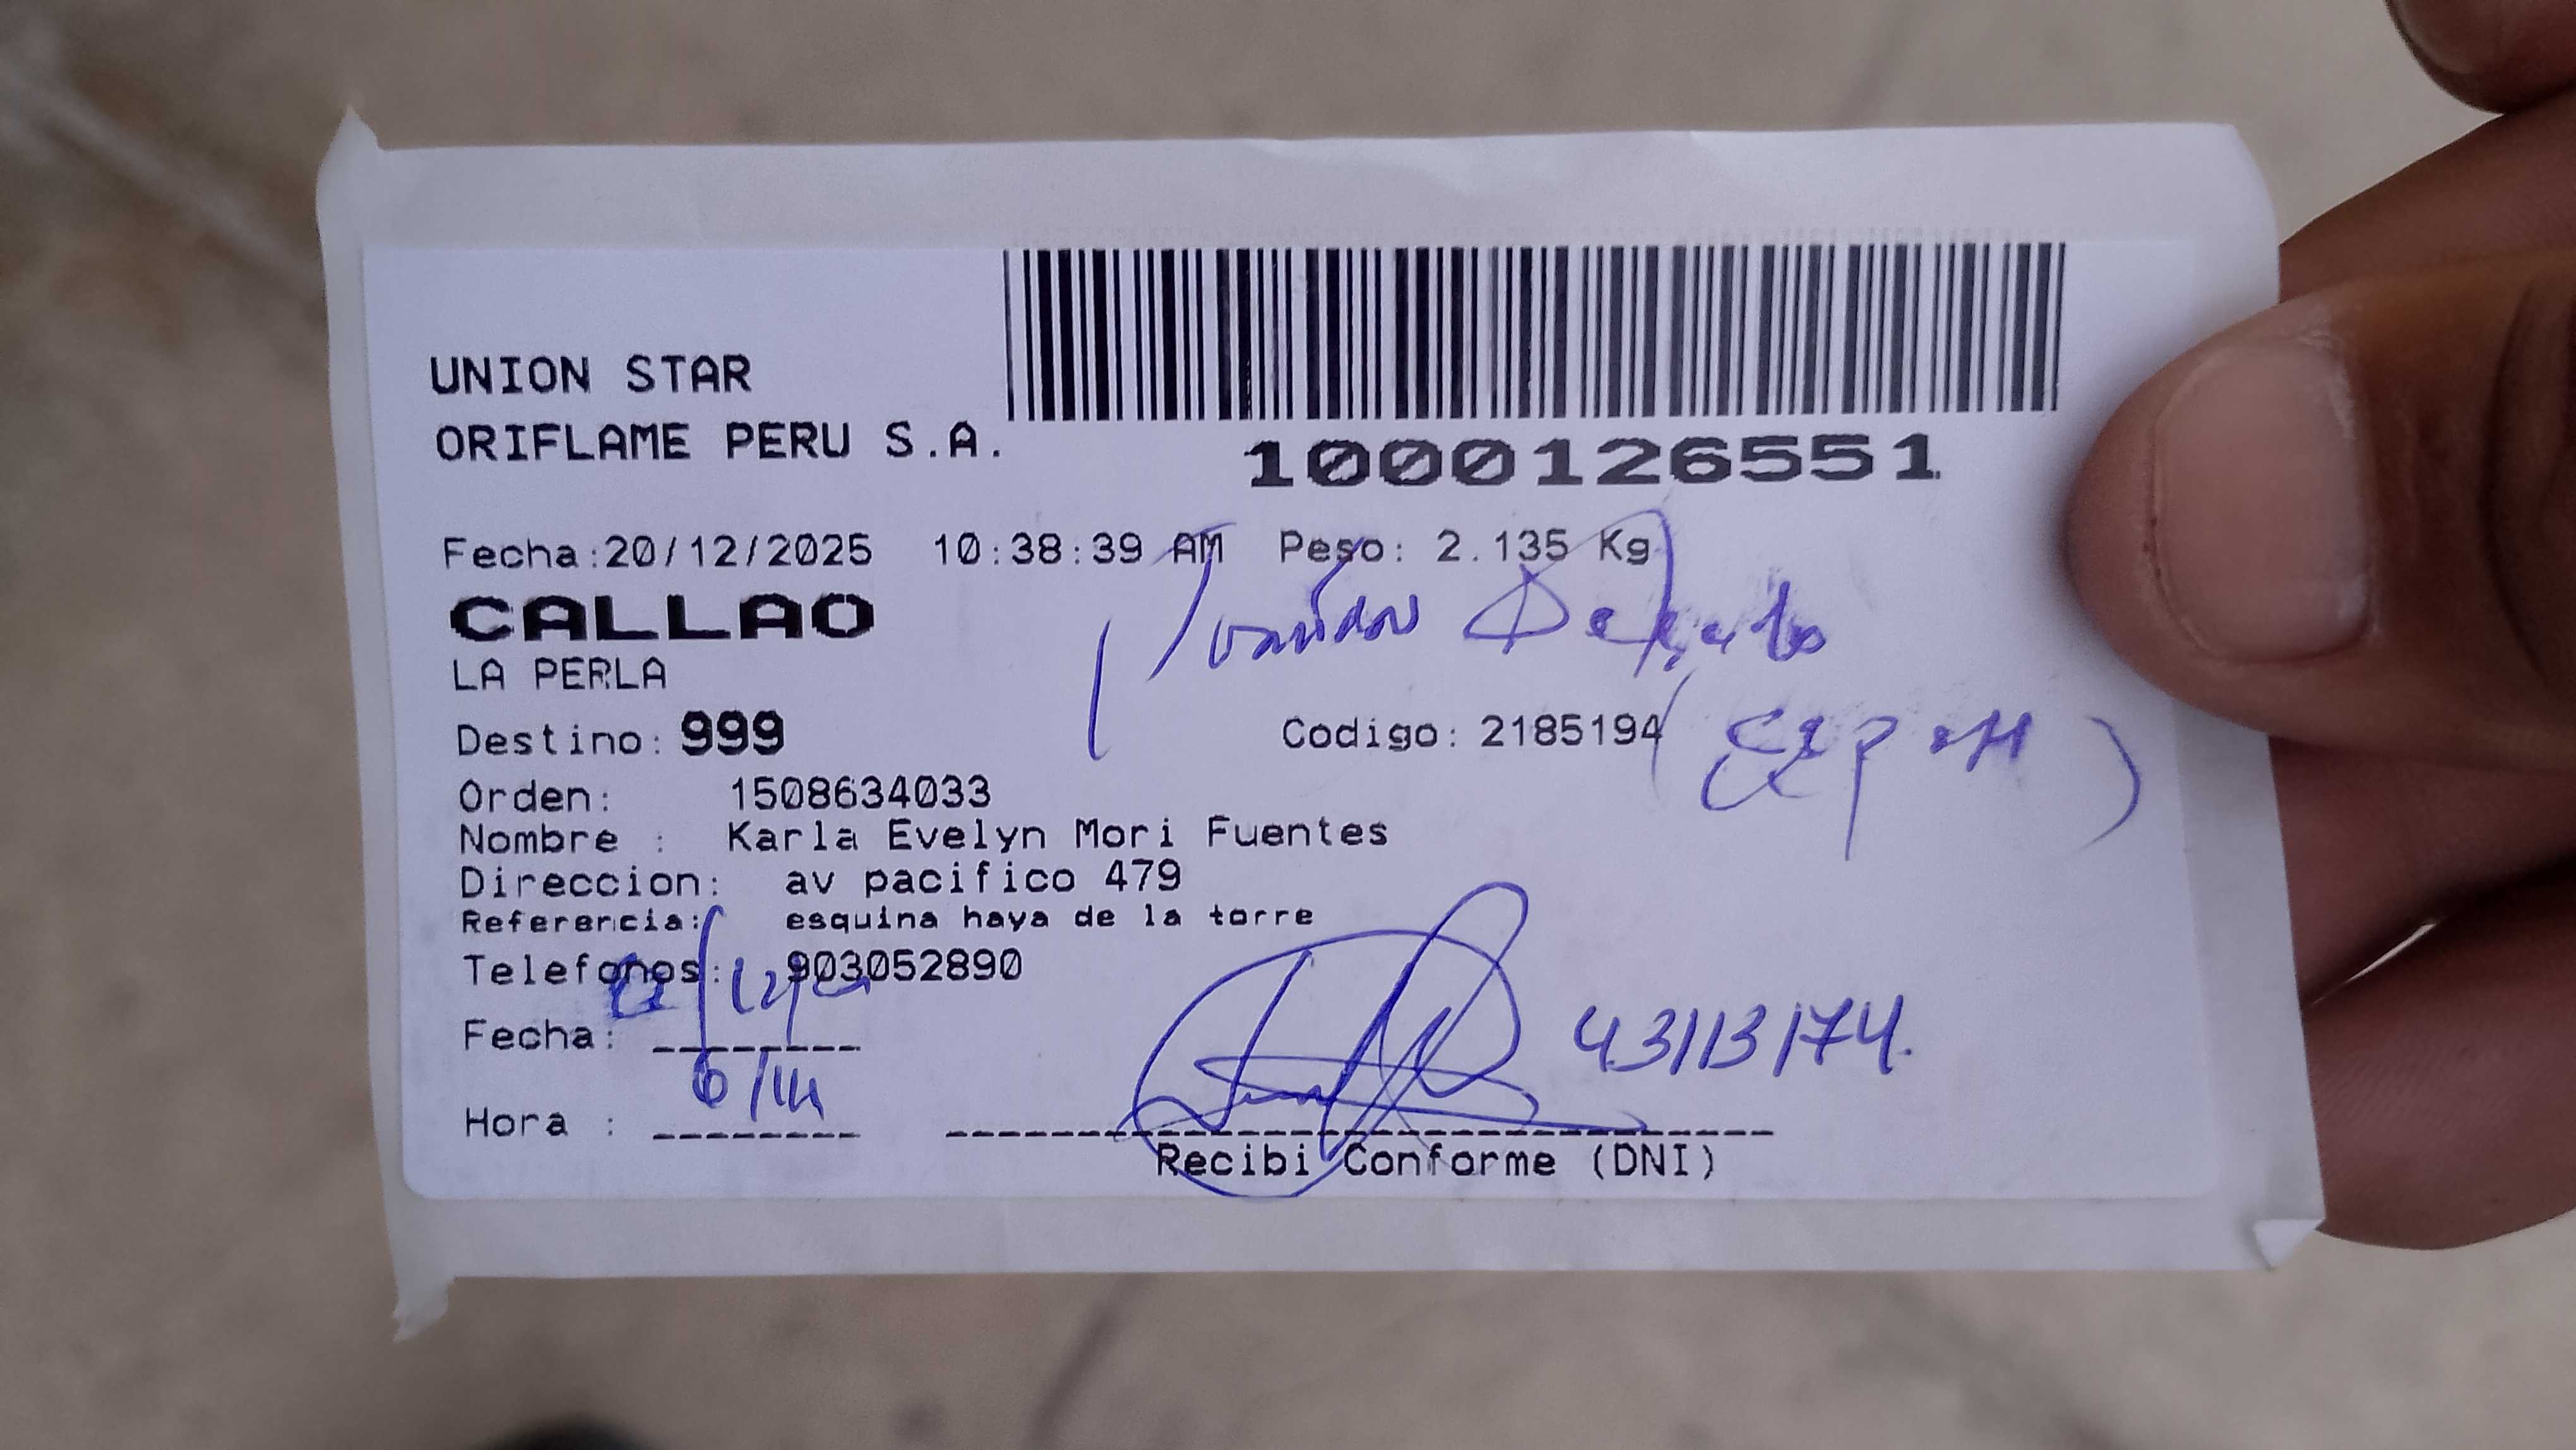 UNION STAR
ORIFLAME PERU S.A.
1000126551
Fecha:20/12/2025 10:38:39 AM Peso: 2.135 Kg
CALLAO
LA PERLA
Destino: 999 Codigo: 2185194
Orden: 1508634033
Nombre : Karla Evelyn Mori Fuentes
Direccion: av pacifico 479
Referencia: esquina haya de la torre
Telefonos: 903052890
Fecha:
43113174.
Hora :
Recibi Conforme (DNI)